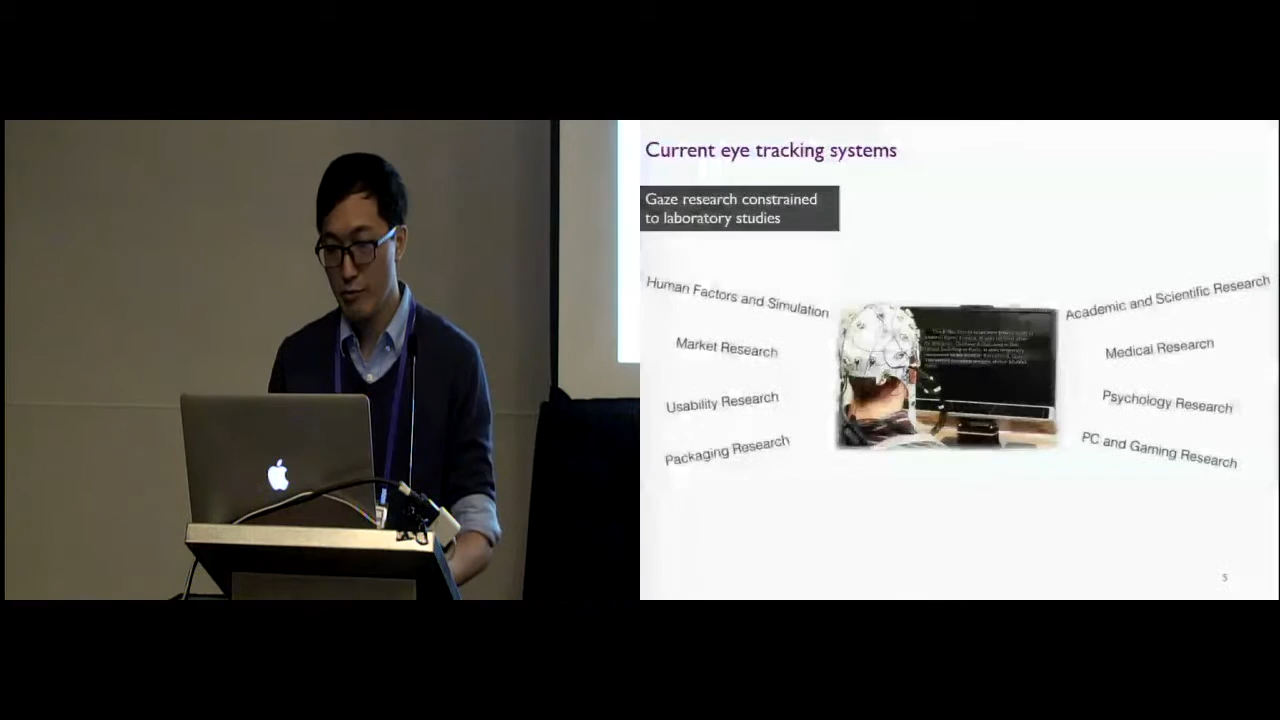 Current eye tracking systems
Gaze research constrained
to laboratory studies
Human Factors and Simulation
Market Research
Usability Research
Packaging Research
Academic and Scientific Research
Medical Research
Psychology Research
PC and Gaming Research
5